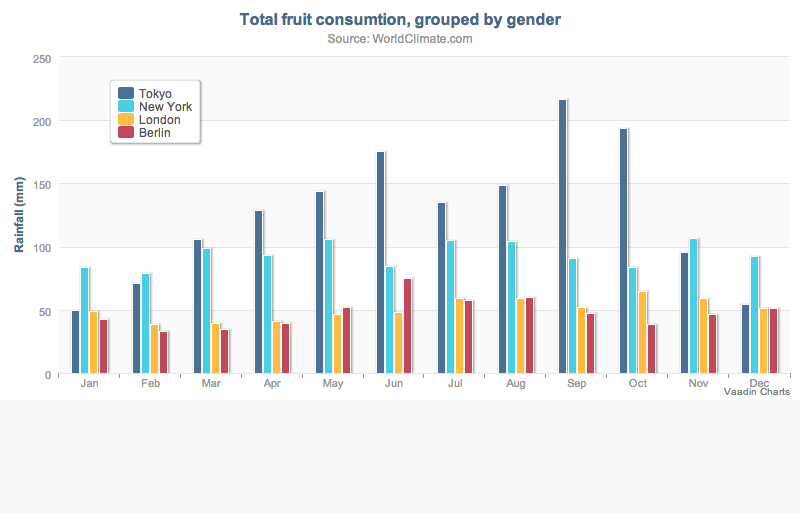 Total fruit consumtion, grouped by gender
Source: WorldClimate.com
Rainfall (mm)
250
200
150
100
50
0
Tokyo
New York
London
Berlin
Jan Feb Mar Apr May Jun Jul Aug Sep Oct Nov Dec
Vaadin Charts